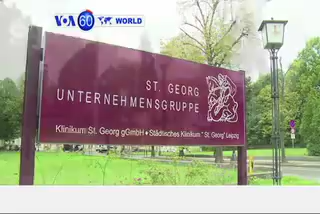 VOA 60 WORLD
ST. GEORG
UNTERNEHMENSGRUPPE
Klinikum St. Georg gGmbH • Städtisches Klinikum "St. Georg" Leipzig